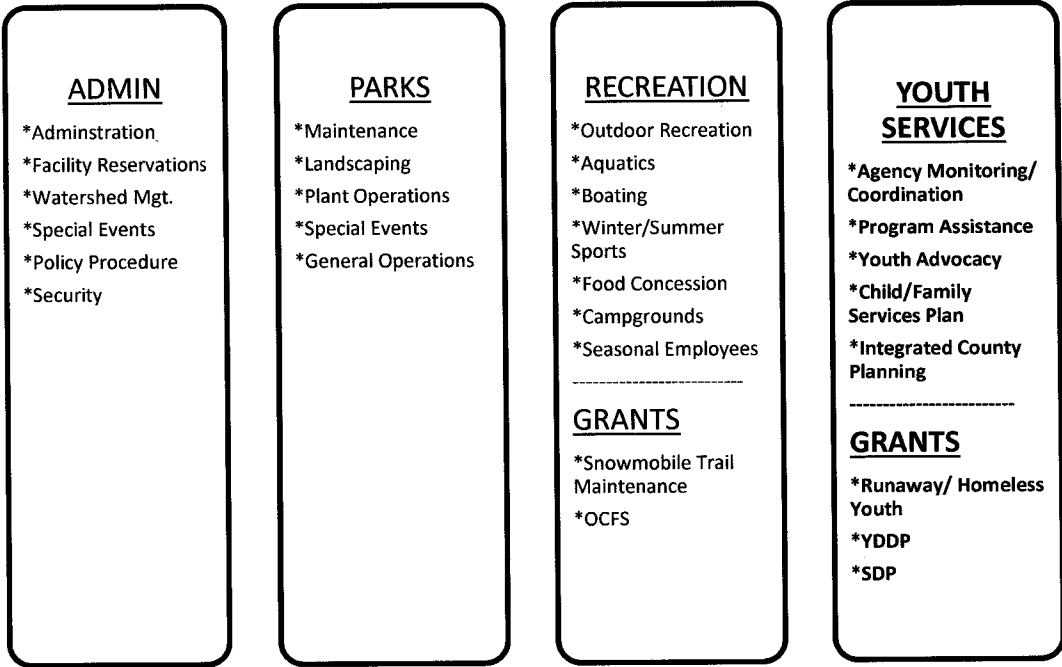 ADMIN
*Adminstration
*Facility Reservations
*Watershed Mgt.
*Special Events
*Policy Procedure
*Security
PARKS
*Maintenance
*Landscaping
*Plant Operations
*Special Events
*General Operations
RECREATION
*Outdoor Recreation
*Aquatics
*Boating
*Winter/Summer
Sports
*Food Concession
*Campgrounds
*Seasonal Employees
--------------------------
GRANTS
*Snowmobile Trail
Maintenance
*OCFS
YOUTH
SERVICES
*Agency Monitoring/
Coordination
*Program Assistance
*Youth Advocacy
*Child/Family
Services Plan
*Integrated County
Planning
-------------------------
GRANTS
*Runaway/ Homeless
Youth
*YDDP
*SDP